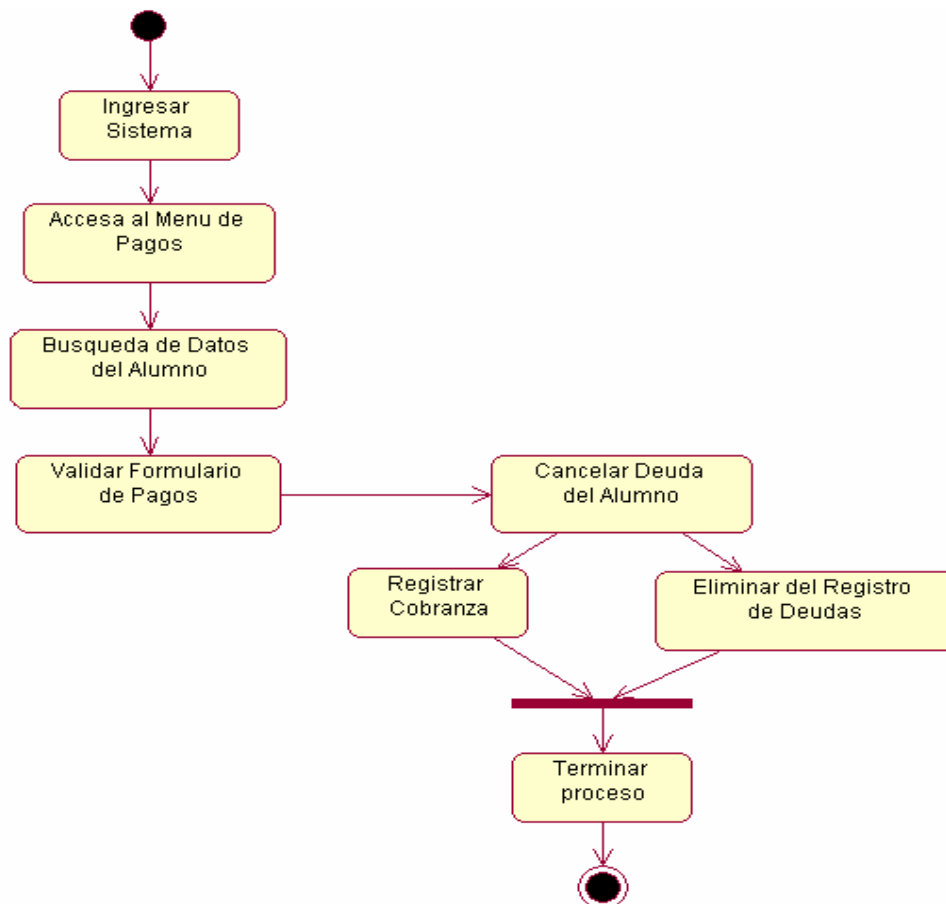 Ingresar
Sistema
Accesa al Menu de
Pagos
Busqueda de Datos
del Alumno
Validar Formulario
de Pagos
Cancelar Deuda
del Alumno
Registrar
Cobranza
Eliminar del Registro
de Deudas
Terminar
proceso